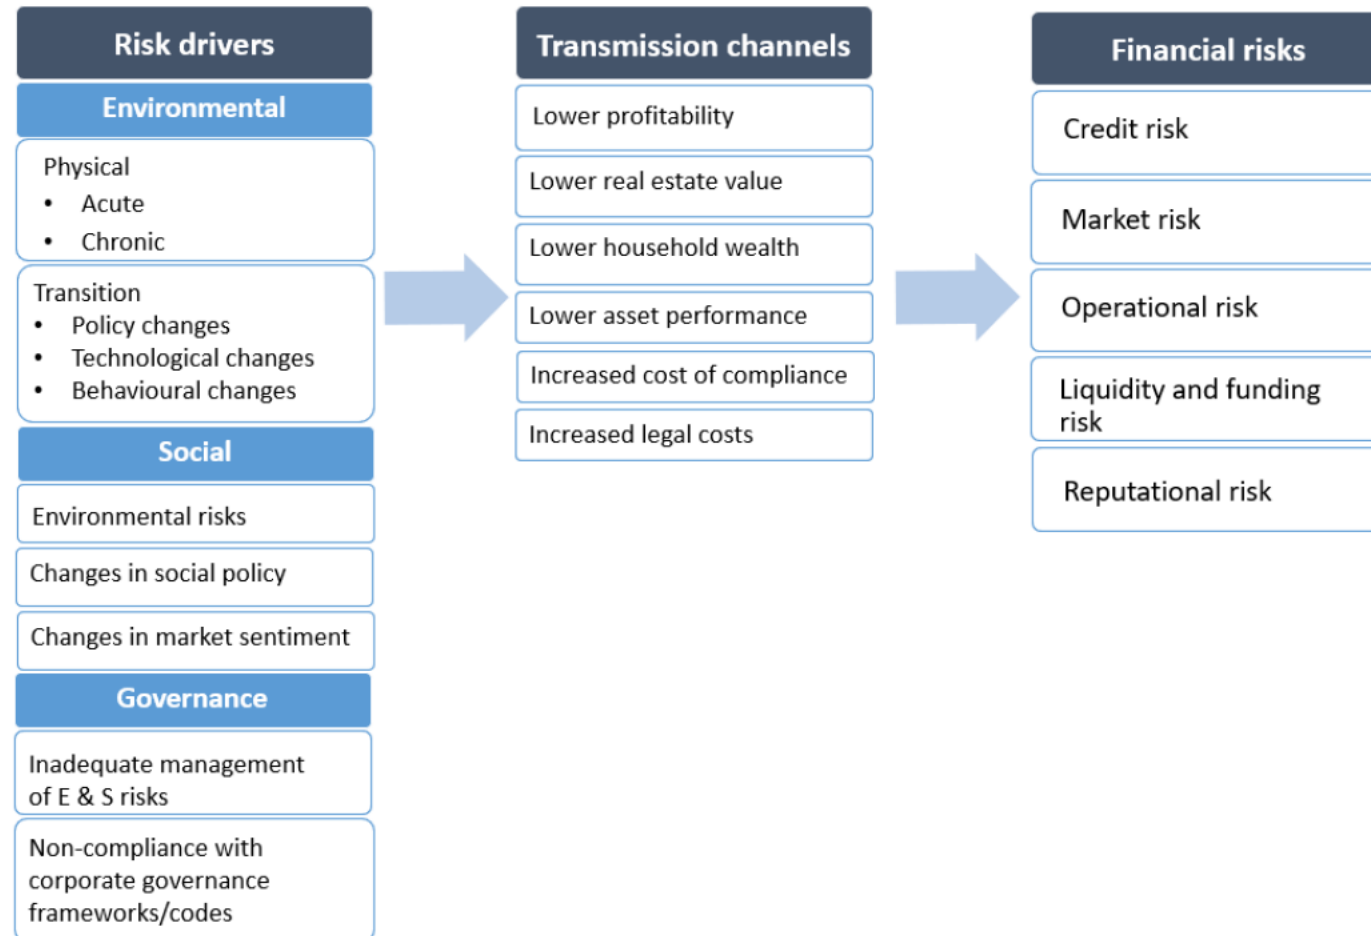 Risk drivers
Environmental
Physical
• Acute
• Chronic
Transition
• Policy changes
• Technological changes
• Behavioural changes
Social
Environmental risks
Changes in social policy
Changes in market sentiment
Governance
Inadequate management
of E & S risks
Non-compliance with
corporate governance
frameworks/codes
Transmission channels
Lower profitability
Lower real estate value
Lower household wealth
Lower asset performance
Increased cost of compliance
Increased legal costs
Financial risks
Credit risk
Market risk
Operational risk
Liquidity and funding
risk
Reputational risk